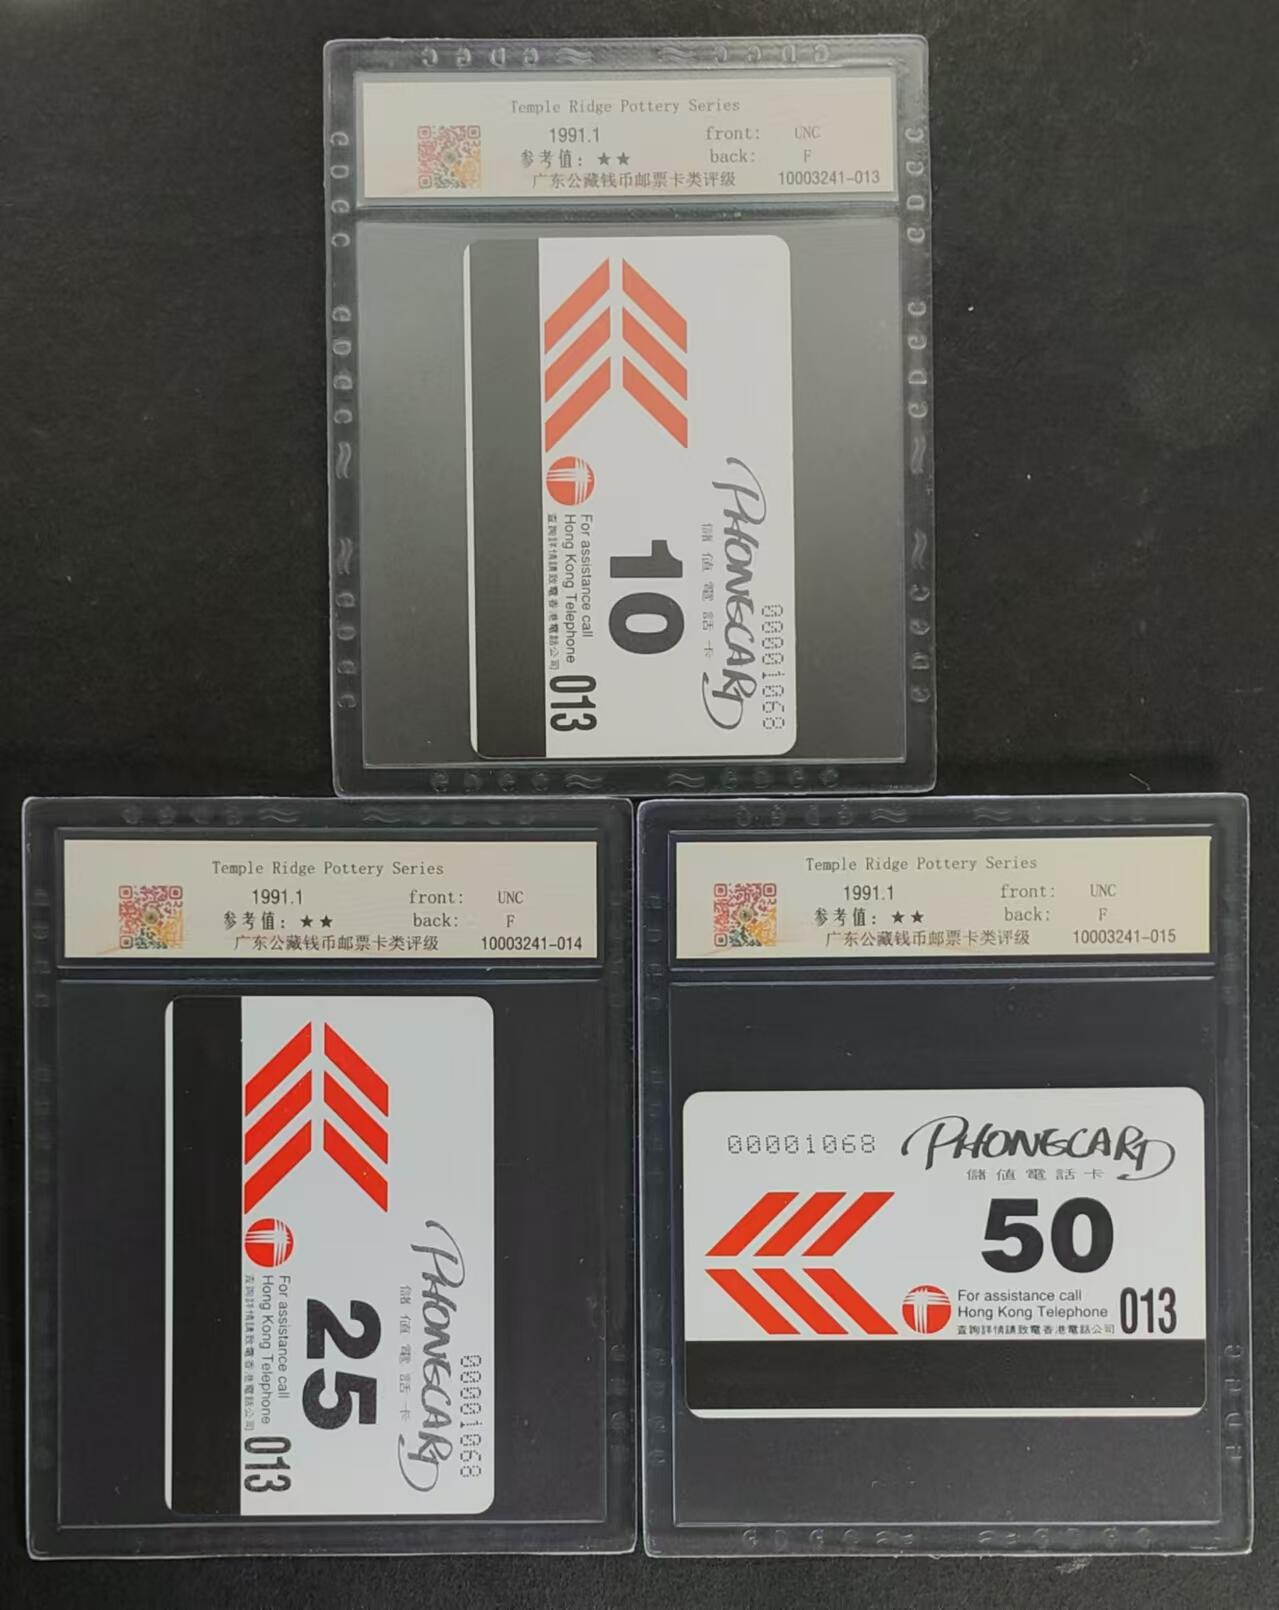 Temple Ridge Pottery Series
1991.1 front: UNC
参考值：★★ back: F
广东公藏钱币邮票卡类评级 10003241-013
PHONECARD
儲值電話卡
00001068
10
For assistance call
Hong Kong Telephone
查詢詳情請致電香港電話公司
013
Temple Ridge Pottery Series
1991.1 front: UNC
参考值：★★ back: F
广东公藏钱币邮票卡类评级 10003241-014
PHONECARD
儲值電話卡
00001068
25
For assistance call
Hong Kong Telephone
查詢詳情請致電香港電話公司
013
Temple Ridge Pottery Series
1991.1 front: UNC
参考值：★★ back: F
广东公藏钱币邮票卡类评级 10003241-015
00001068 PHONECARD
儲值電話卡
50
For assistance call
Hong Kong Telephone
查詢詳情請致電香港電話公司
013